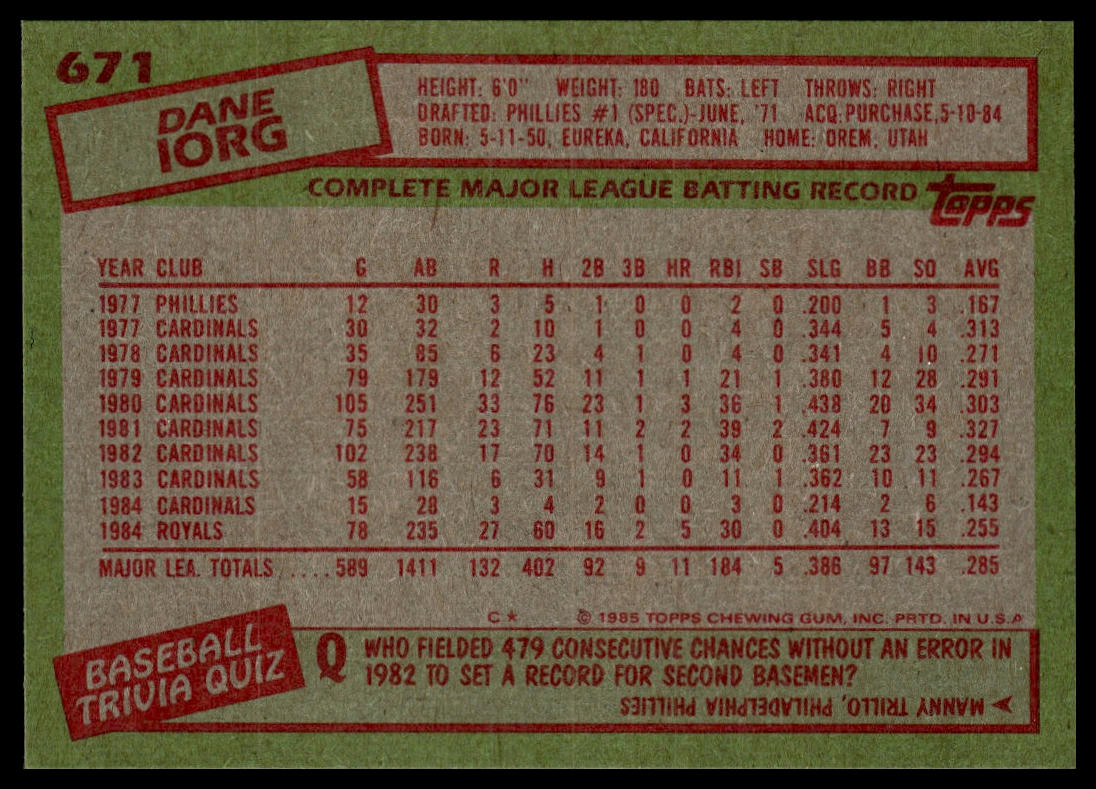 671
DANE
IORG
HEIGHT: 6'0" WEIGHT: 180 BATS: LEFT THROWS: RIGHT
DRAFTED: PHILLIES #1 (SPEC.)-JUNE, '71 ACQ: PURCHASE, 5-10-84
BORN: 5-11-50, EUREKA, CALIFORNIA HOME: OREM, UTAH
COMPLETE MAJOR LEAGUE BATTING RECORD
Topps
YEAR CLUB G AB R H 2B 3B HR RBI SB SLG BB SO AVG
1977 PHILLIES 12 30 3 5 1 0 0 2 0 .200 1 3 .167
1977 CARDINALS 30 32 2 10 1 0 0 4 0 .344 5 4 .313
1978 CARDINALS 35 85 6 23 4 1 0 4 0 .341 4 10 .271
1979 CARDINALS 79 179 12 52 11 1 1 21 1 .380 12 28 .291
1980 CARDINALS 105 251 33 76 23 1 3 36 1 .438 20 34 .303
1981 CARDINALS 75 217 23 71 11 2 2 39 2 .424 7 9 .327
1982 CARDINALS 102 238 17 70 14 1 0 34 0 .361 23 23 .294
1983 CARDINALS 58 116 6 31 9 1 0 11 1 .362 10 11 .267
1984 CARDINALS 15 28 3 4 2 0 0 3 0 .214 2 6 .143
1984 ROYALS 78 235 27 60 16 2 5 30 0 .404 13 15 .255
MAJOR LEA. TOTALS .....589 1411 132 402 92 9 11 184 5 .386 97 143 .285
C* © 1985 TOPPS CHEWING GUM, INC. PRTD. IN U.S.A
BASEBALL
TRIVIA QUIZ
Q WHO FIELDED 479 CONSECUTIVE CHANCES WITHOUT AN ERROR IN
1982 TO SET A RECORD FOR SECOND BASEMEN?
MANNY TRILLO, PHILADELPHIA PHILLIES